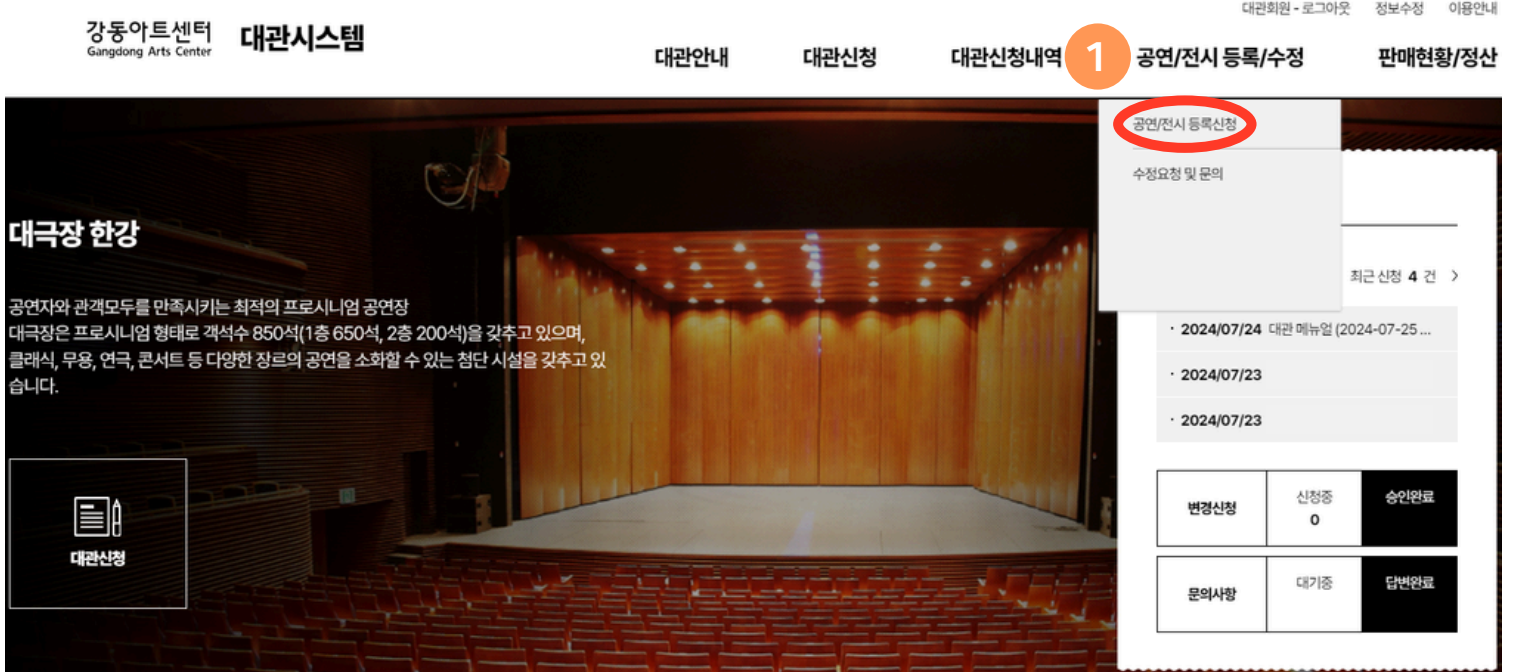 대관회원 - 로그아웃 정보수정 이용안내
강동아트센터
Gangdong Arts Center
대관시스템
대관안내 대관신청 대관신청내역 1 공연/전시 등록/수정 판매현황/정산
공연/전시 등록신청
수정요청 및 문의
대극장 한강
공연자와 관객모두를 만족시키는 최적의 프로시니엄 공연장
대극장은 프로시니엄 형태로 객석수 850석(1층 650석, 2층 200석)을 갖추고 있으며,
클래식, 무용, 연극, 콘서트 등 다양한 장르의 공연을 소화할 수 있는 첨단 시설을 갖추고 있
습니다.
대관신청
최근 신청 4 건 >
· 2024/07/24 대관 메뉴얼 (2024-07-25 ...
· 2024/07/23
· 2024/07/23
변경신청 신청중 승인완료
0
문의사항 대기중 답변완료